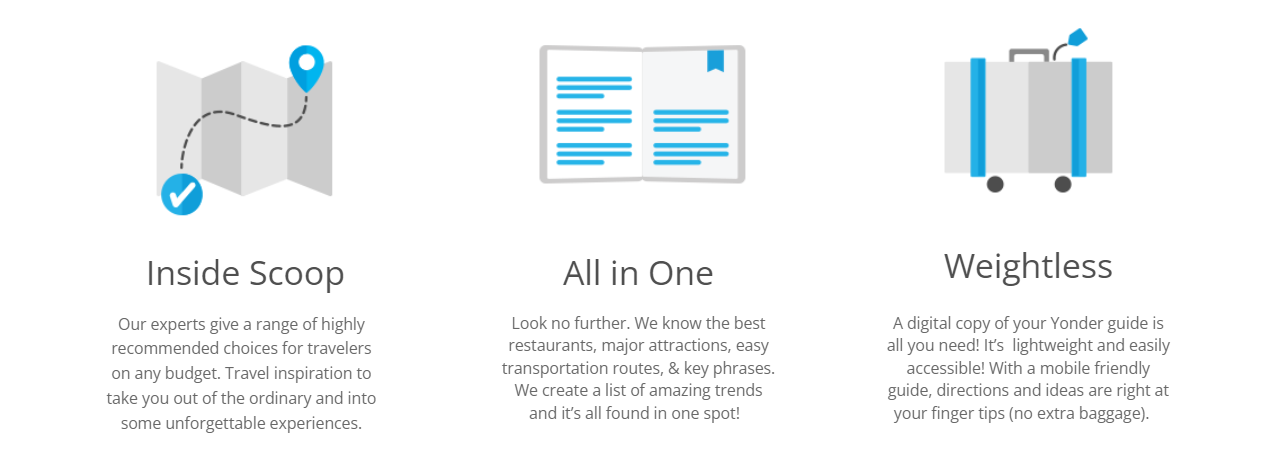 Inside Scoop
Our experts give a range of highly
recommended choices for travelers
on any budget. Travel inspiration to
take you out of the ordinary and into
some unforgettable experiences.
All in One
Look no further. We know the best
restaurants, major attractions, easy
transportation routes, & key phrases.
We create a list of amazing trends
and it’s all found in one spot!
Weightless
A digital copy of your Yonder guide is
all you need! It’s  lightweight and easily
accessible! With a mobile friendly
guide, directions and ideas are right at
your finger tips (no extra baggage).